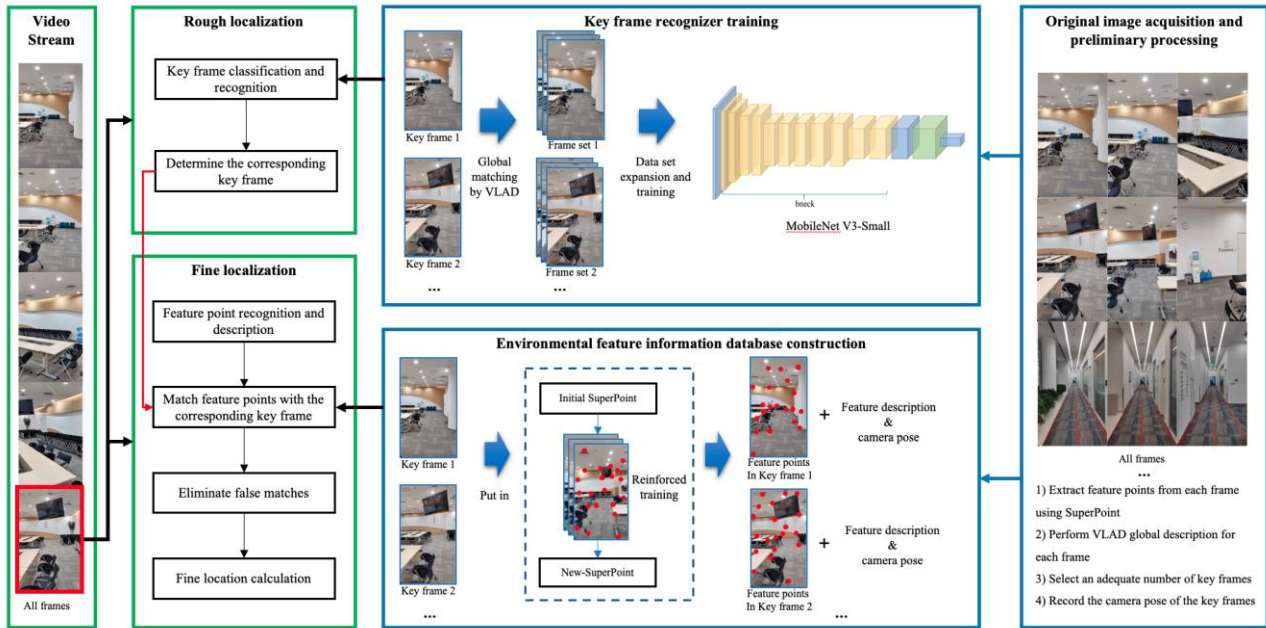 Video
Stream
All frames
Rough localization
Key frame classification and
recognition
Determine the corresponding
key frame
Fine localization
Feature point recognition and
description
Match feature points with the
corresponding key frame
Eliminate false matches
Fine location calculation
Key frame recognizer training
Key frame 1
Key frame 2
...
Global
matching
by VLAD
Frame set 1
Frame set 2
...
Data set
expansion and
training
bneck
MobileNet V3-Small
Environmental feature information database construction
Key frame 1
Key frame 2
...
Put in
Initial SuperPoint
Reinforced
training
New-SuperPoint
Feature points
In Key frame 1
+
Feature description
&
camera pose
Feature points
In Key frame 2
+
Feature description
&
camera pose
...
Original image acquisition and
preliminary processing
All frames
...
1) Extract feature points from each frame
using SuperPoint
2) Perform VLAD global description for
each frame
3) Select an adequate number of key frames
4) Record the camera pose of the key frames